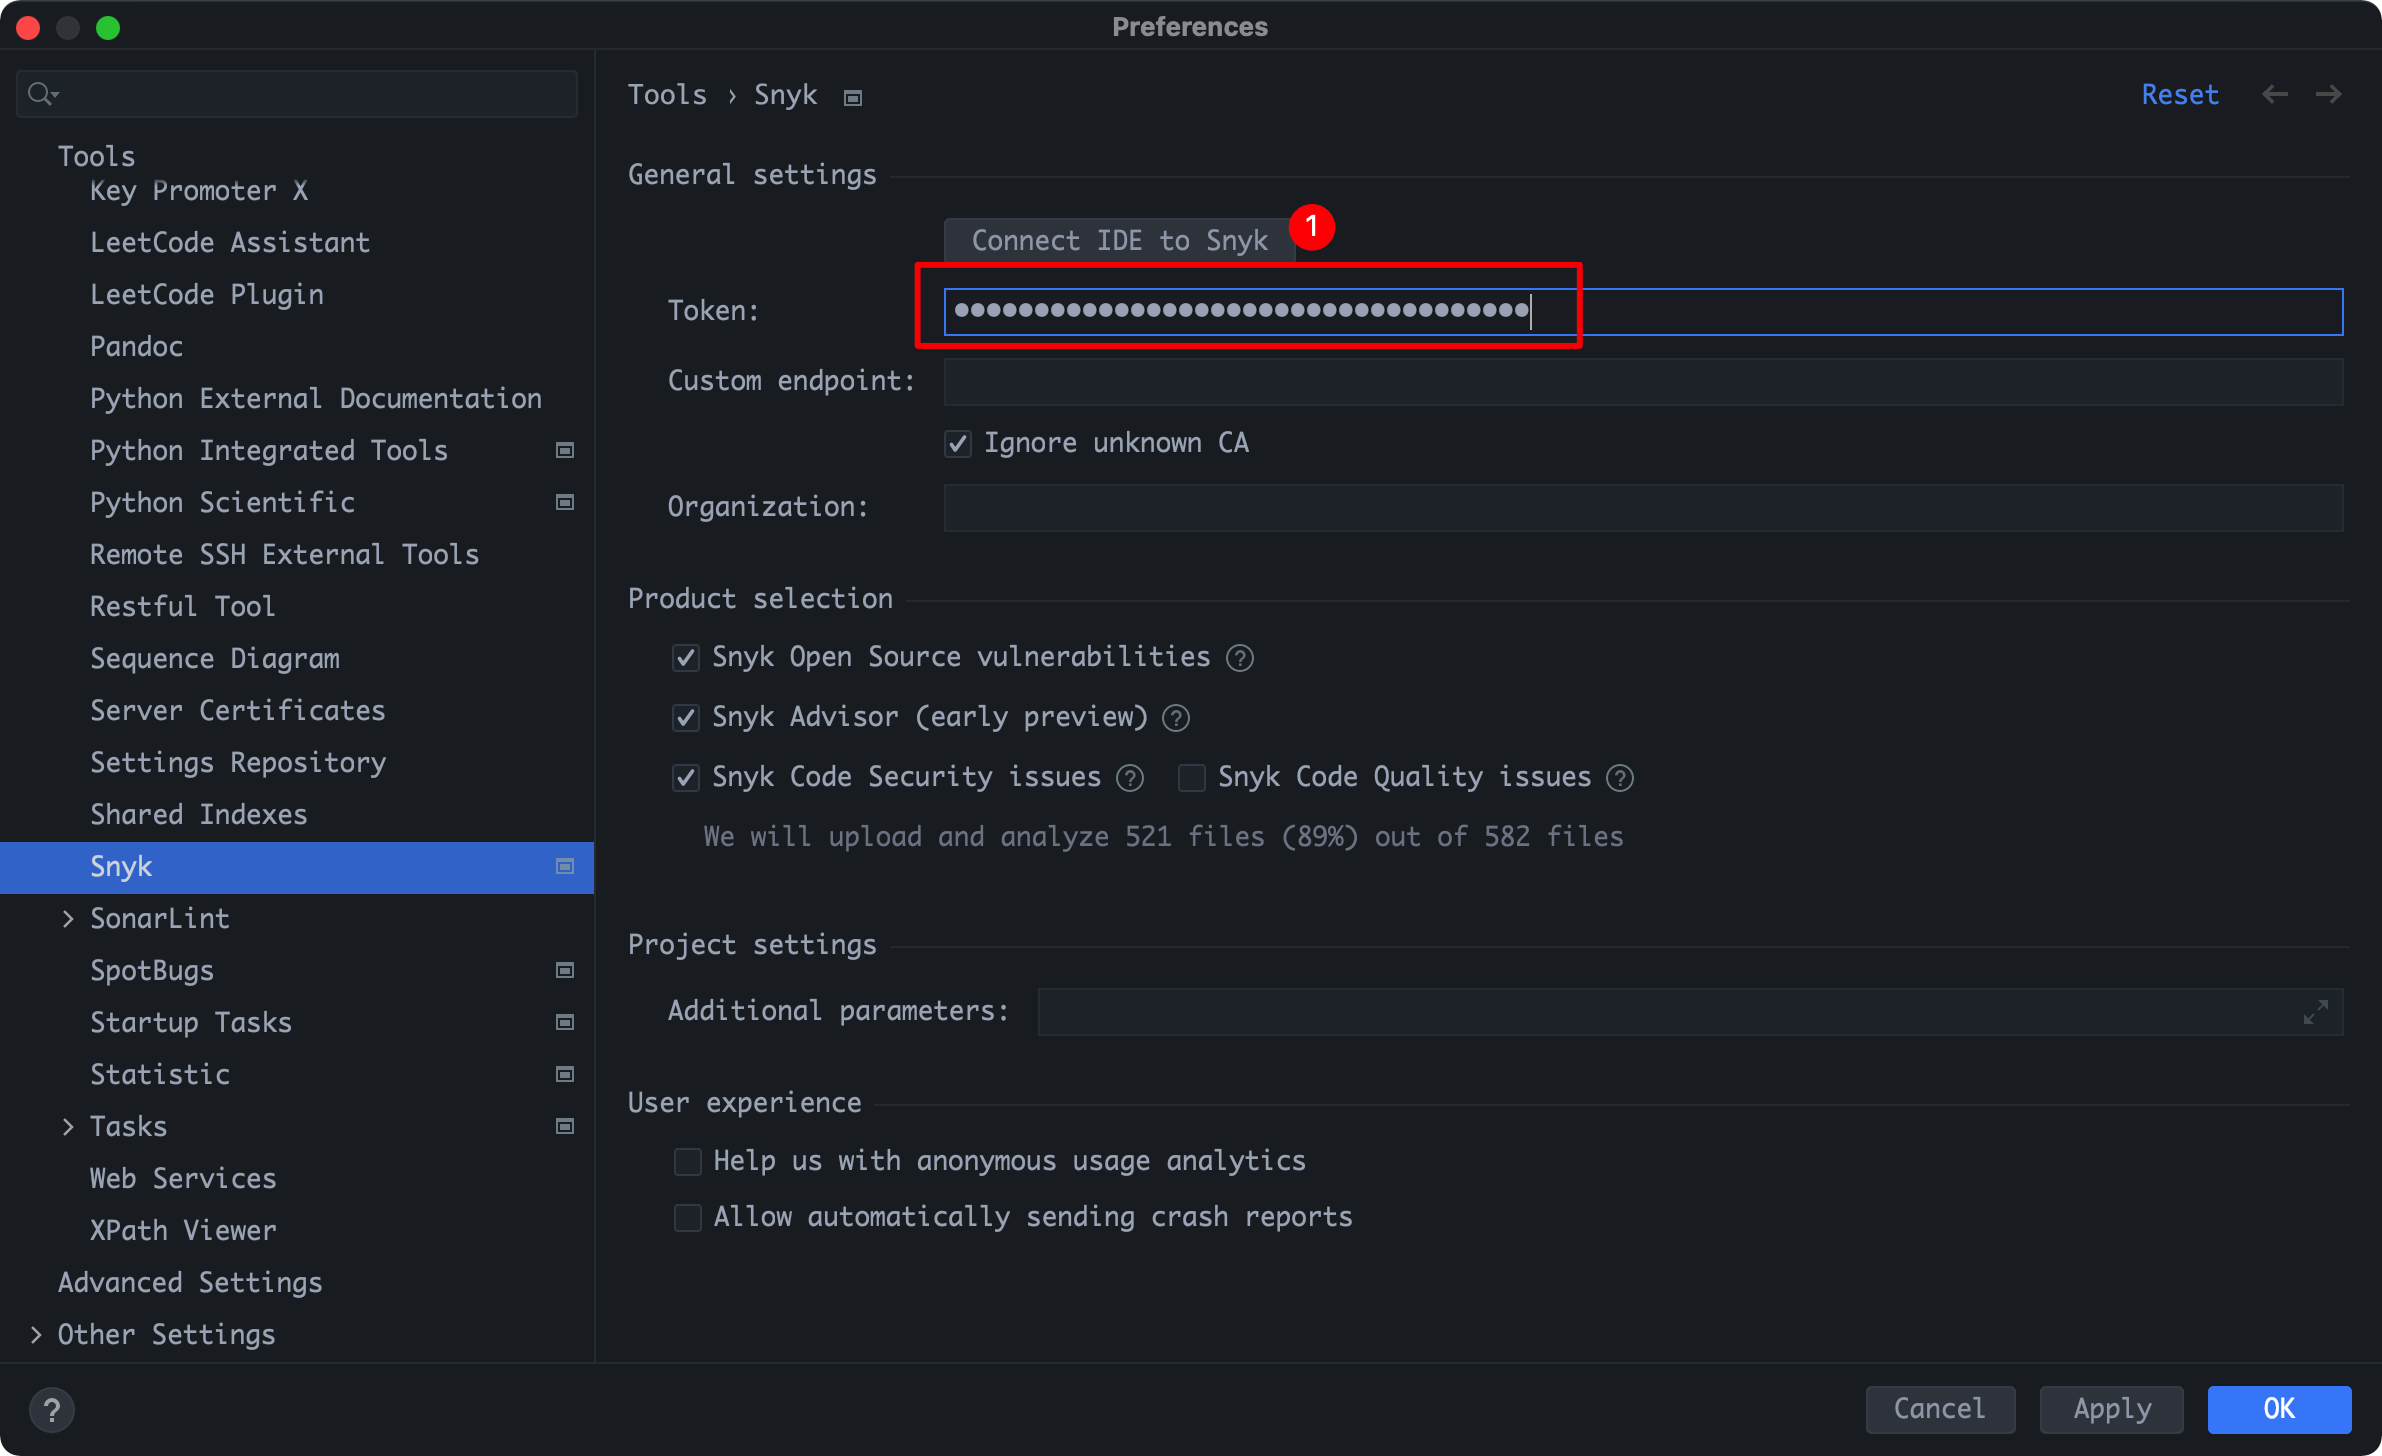 Preferences
Tools
Key Promoter X
LeetCode Assistant
LeetCode Plugin
Pandoc
Python External Documentation
Python Integrated Tools
Python Scientific
Remote SSH External Tools
Restful Tool
Sequence Diagram
Server Certificates
Settings Repository
Shared Indexes
Snyk
SonarLint
SpotBugs
Startup Tasks
Statistic
Tasks
Web Services
XPath Viewer
Advanced Settings
Other Settings
?
Tools › Snyk
Reset
General settings
Connect IDE to Snyk
1
Token: ••••••••••••••••••••••••••••••••••••
Custom endpoint:
Ignore unknown CA
Organization:
Product selection
Snyk Open Source vulnerabilities ?
Snyk Advisor (early preview) ?
Snyk Code Security issues ? Snyk Code Quality issues ?
We will upload and analyze 521 files (89%) out of 582 files
Project settings
Additional parameters:
User experience
Help us with anonymous usage analytics
Allow automatically sending crash reports
Cancel Apply OK